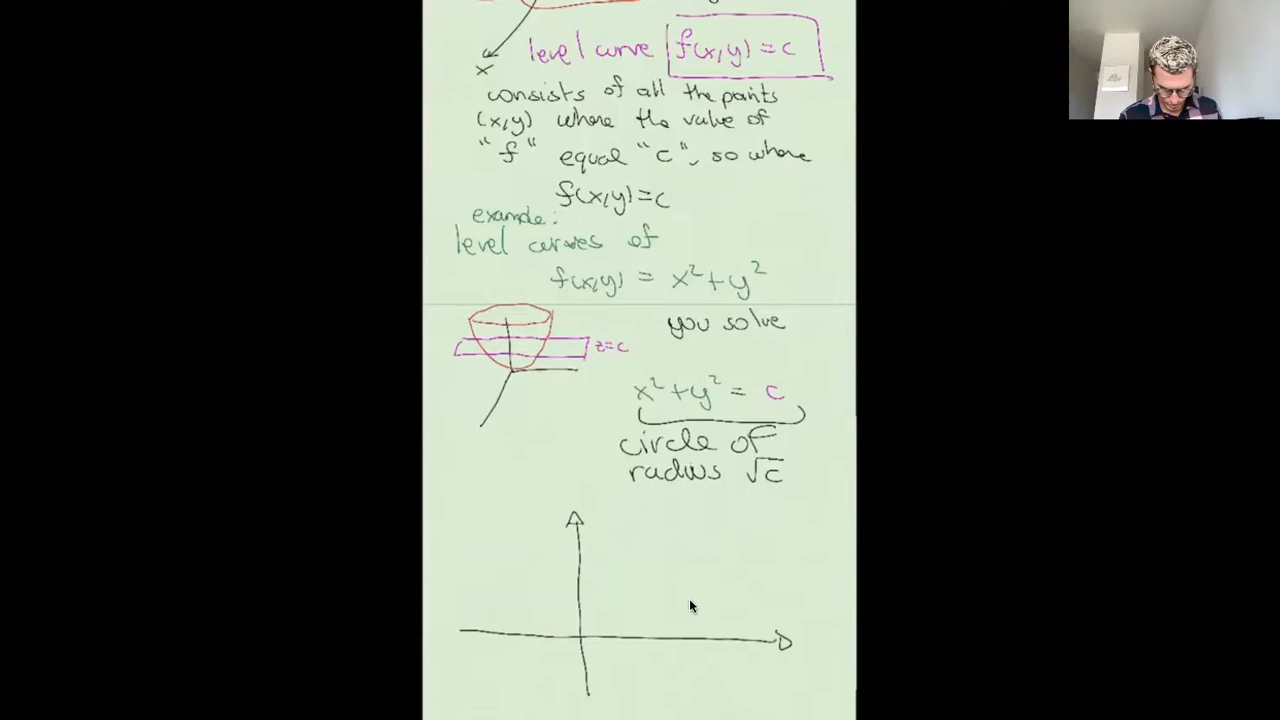 level curve f(x,y) = c
x
consists of all the points
(x,y) where the value of
"f" equal "c", so where
f(x,y)=c
example:
level curves of
f(x,y) = x²+y²
you solve
z=c
x²+y² = c
circle of
radius √c